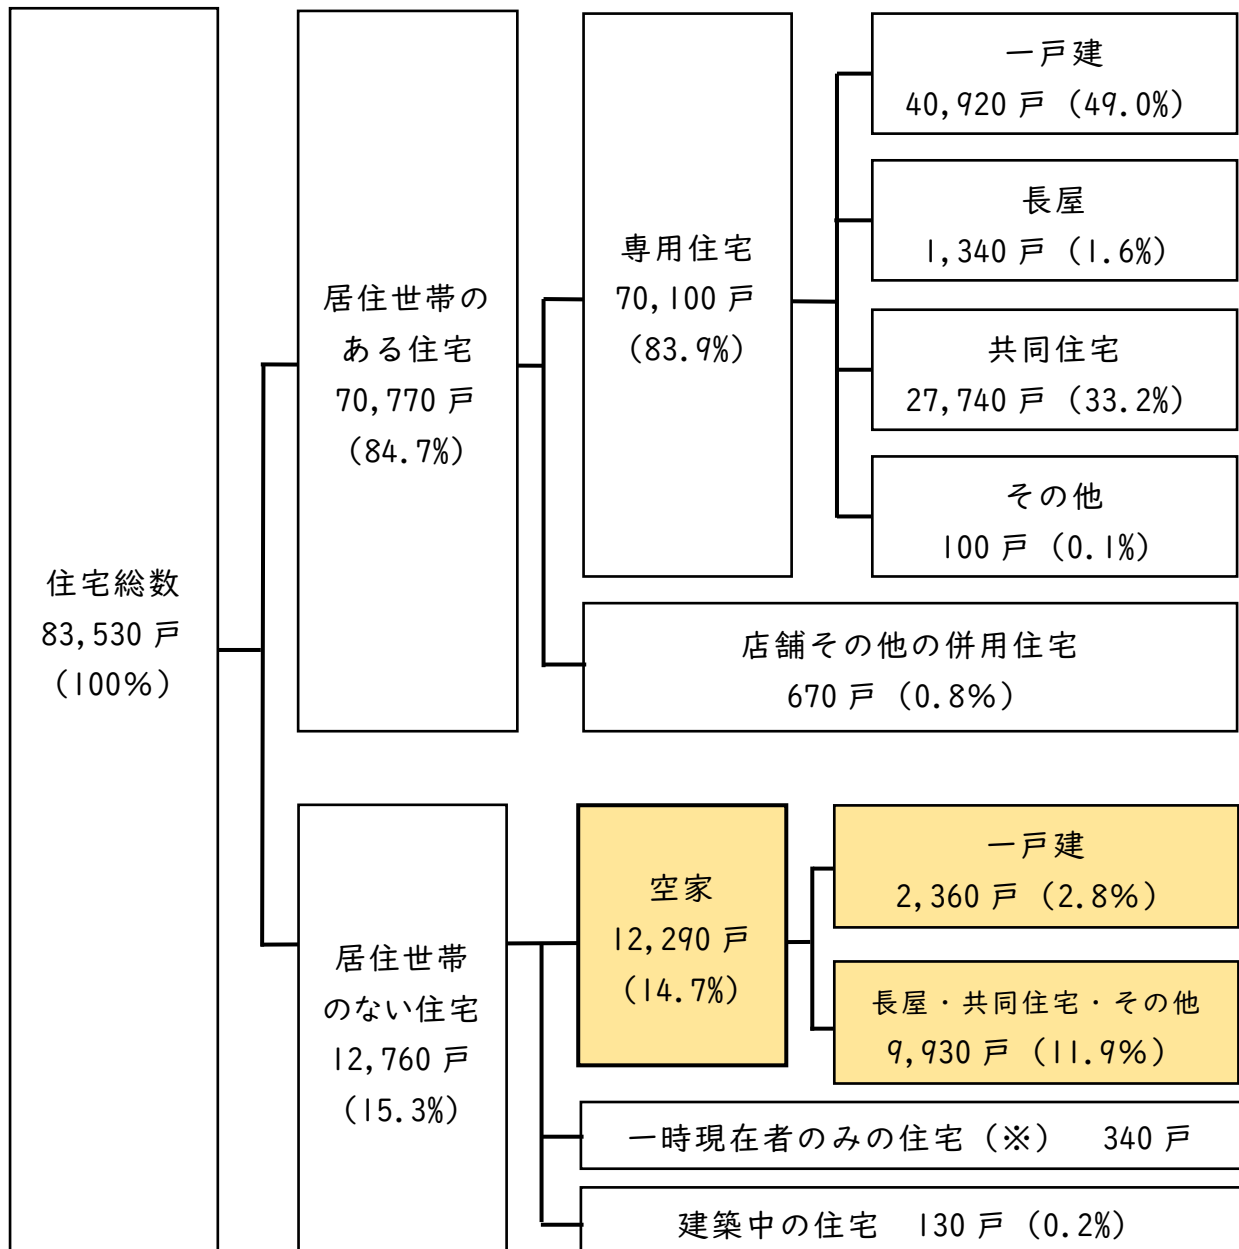 住宅総数
83,530 戸
(100%)
居住世帯の
ある住宅
70,770 戸
(84.7%)
専用住宅
70,100 戸
(83.9%)
一戸建
40,920 戸 (49.0%)
長屋
1,340 戸 (1.6%)
共同住宅
27,740 戸 (33.2%)
その他
100 戸 (0.1%)
店舗その他の併用住宅
670 戸 (0.8%)
居住世帯
のない住宅
12,760 戸
(15.3%)
空家
12,290 戸
(14.7%)
一戸建
2,360 戸 (2.8%)
長屋・共同住宅・その他
9,930 戸 (11.9%)
一時現在者のみの住宅 (※) 340 戸
建築中の住宅 130 戸 (0.2%)